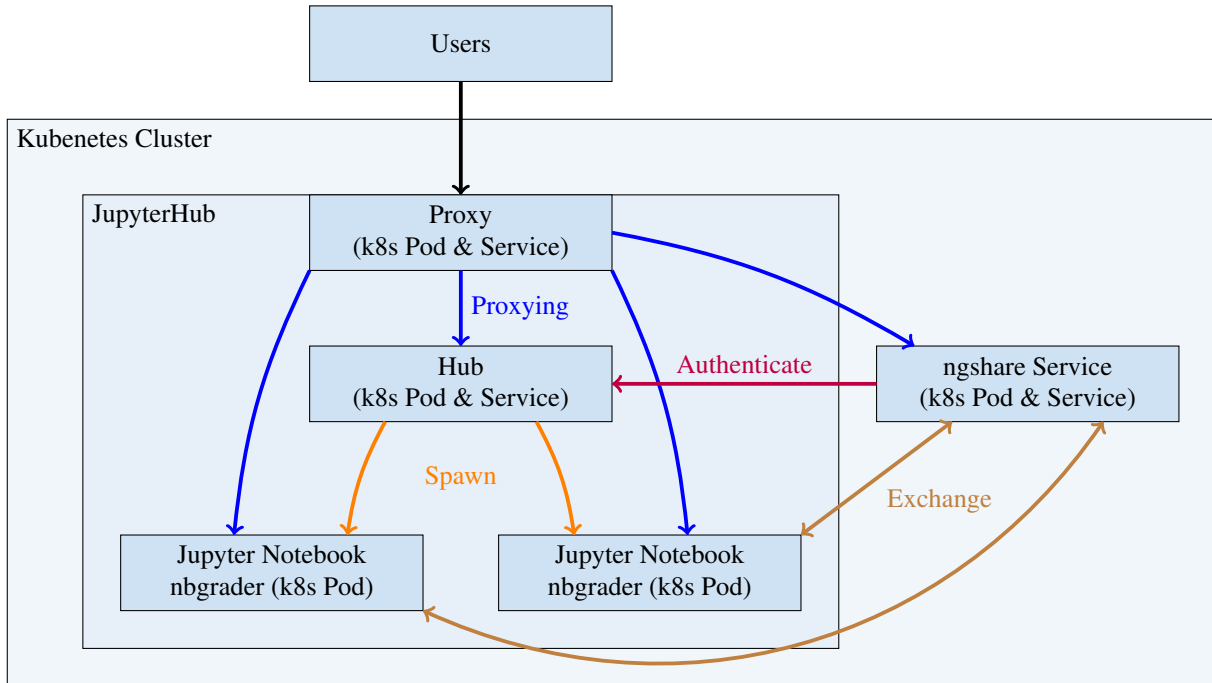 Users
Kubenetes Cluster
JupyterHub
Proxy
(k8s Pod & Service)
Proxying
Hub
(k8s Pod & Service)
Authenticate
ngshare Service
(k8s Pod & Service)
Spawn
Exchange
Jupyter Notebook
nbgrader (k8s Pod)
Jupyter Notebook
nbgrader (k8s Pod)